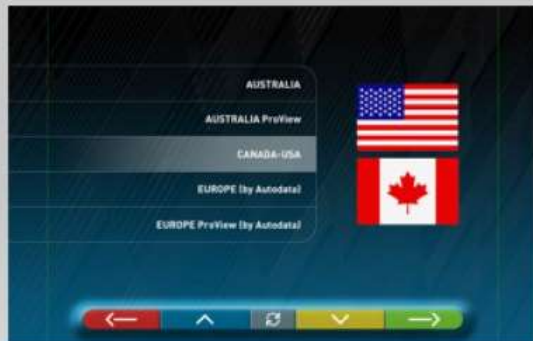 AUSTRALIA
AUSTRALIA ProView
CANADA-USA
EUROPE (by Autodata)
EUROPE ProView (by Autodata)